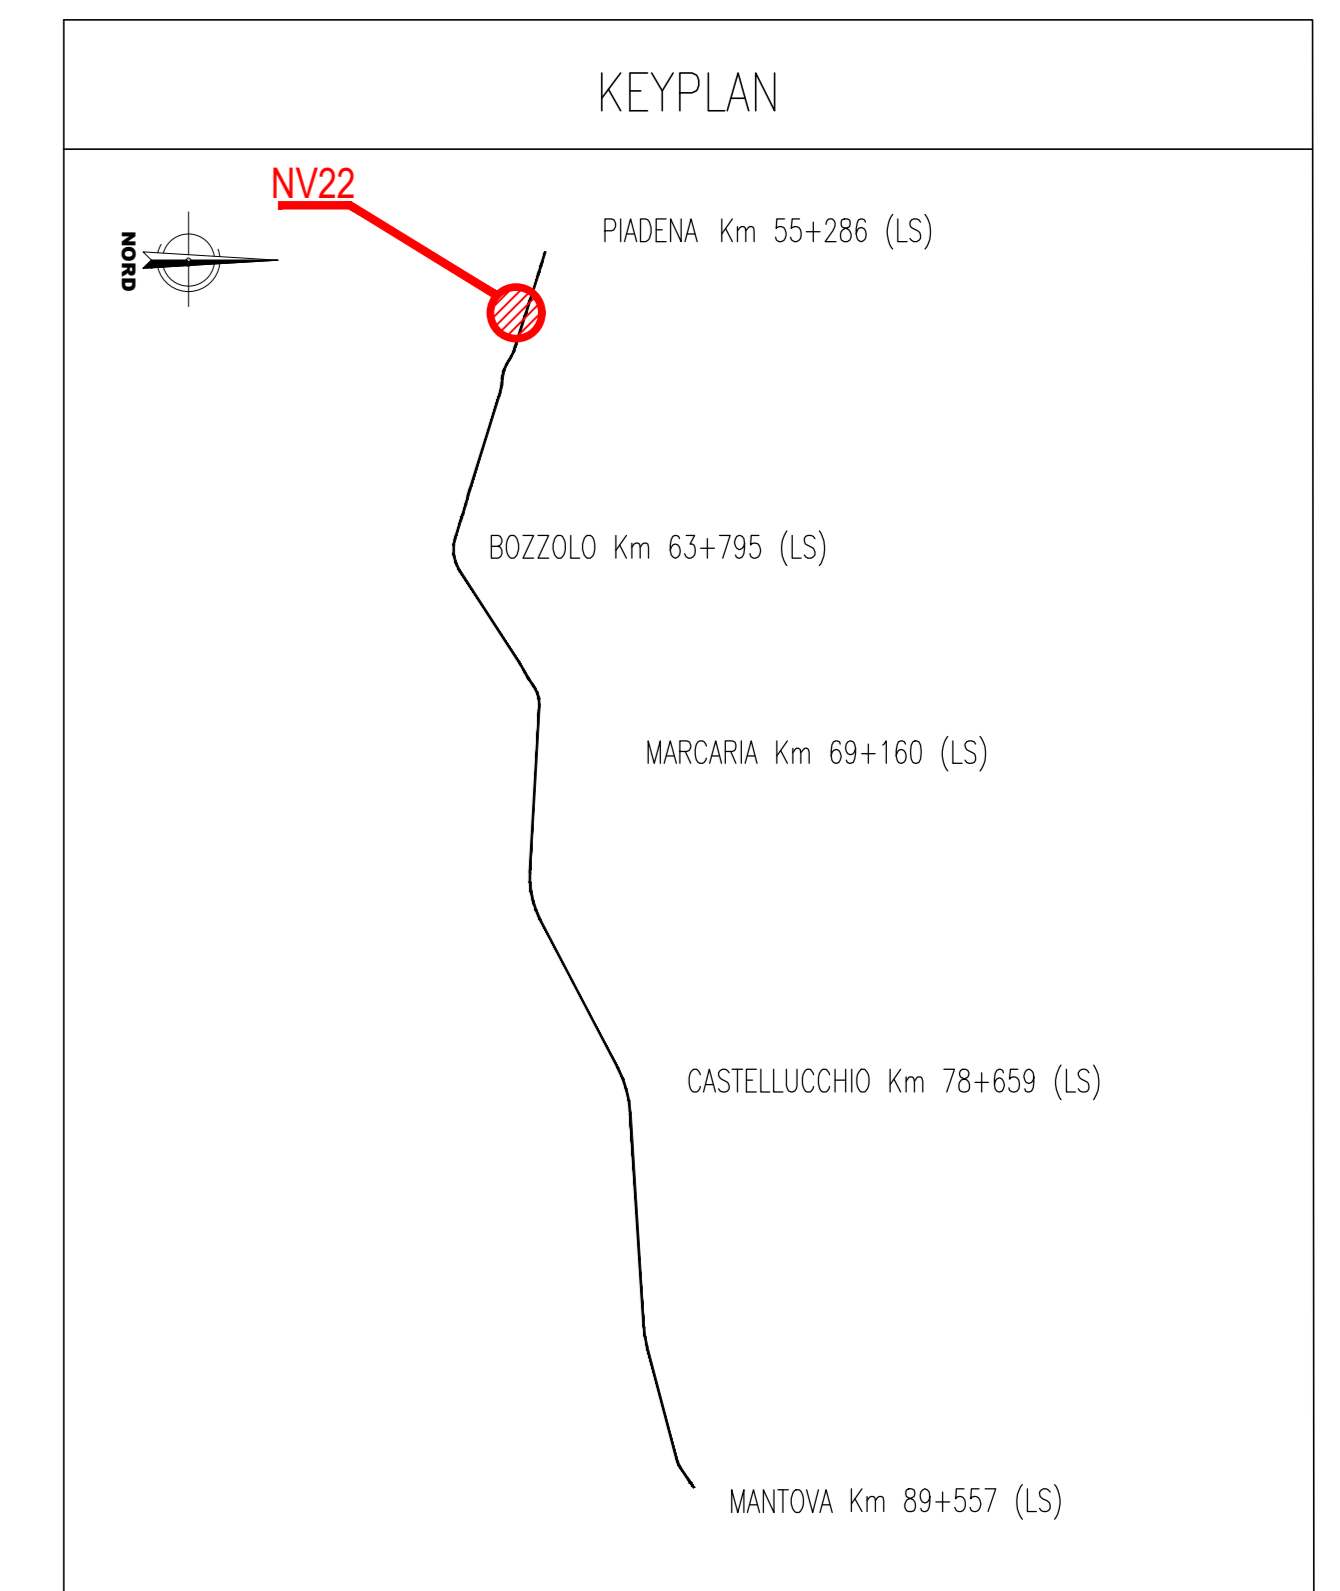 KEYPLAN
NV22
NORD
PIADENA Km 55+286 (LS)
BOZZOLO Km 63+795 (LS)
MARCARIA Km 69+160 (LS)
CASTELLUCCHIO Km 78+659 (LS)
MANTOVA Km 89+557 (LS)